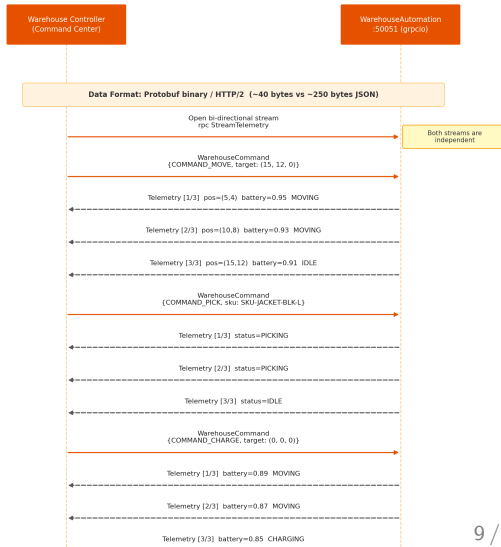 Warehouse Controller
(Command Center)
WarehouseAutomation
:50051 (grpcio)
Data Format: Protobuf binary / HTTP/2 (~40 bytes vs ~250 bytes JSON)
Open bi-directional stream
rpc StreamTelemetry
Both streams are
independent
WarehouseCommand
{COMMAND_MOVE, target: (15, 12, 0)}
Telemetry [1/3] pos=(5,4) battery=0.95 MOVING
Telemetry [2/3] pos=(10,8) battery=0.93 MOVING
Telemetry [3/3] pos=(15,12) battery=0.91 IDLE
WarehouseCommand
{COMMAND_PICK, sku: SKU-JACKET-BLK-L}
Telemetry [1/3] status=PICKING
Telemetry [2/3] status=PICKING
Telemetry [3/3] status=IDLE
WarehouseCommand
{COMMAND_CHARGE, target: (0, 0, 0)}
Telemetry [1/3] battery=0.89 MOVING
Telemetry [2/3] battery=0.87 MOVING
Telemetry [3/3] battery=0.85 CHARGING
9 /